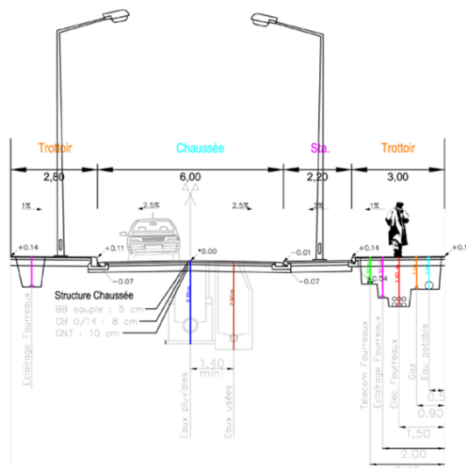 Trottoir Chaussée Sta. Trottoir
2,80 6,00 2,20 3,00
1% 2,5% 2,5% 2% 1%
+0.14 +0.11 +0.00 -0.01 +0.14
-0.07 -0.07
Structure Chaussée
BB souple : 5 cm
GB 0/14 : 8 cm
GNT : 10 cm
1,40
mini
Eclairage Fourreaux
Eaux pluviales
Eaux usées
Telecom Fourreaux
Eclairage Fourreaux
Elec Fourreaux
Gaz
Eau potable
0.90
1,50
2.00